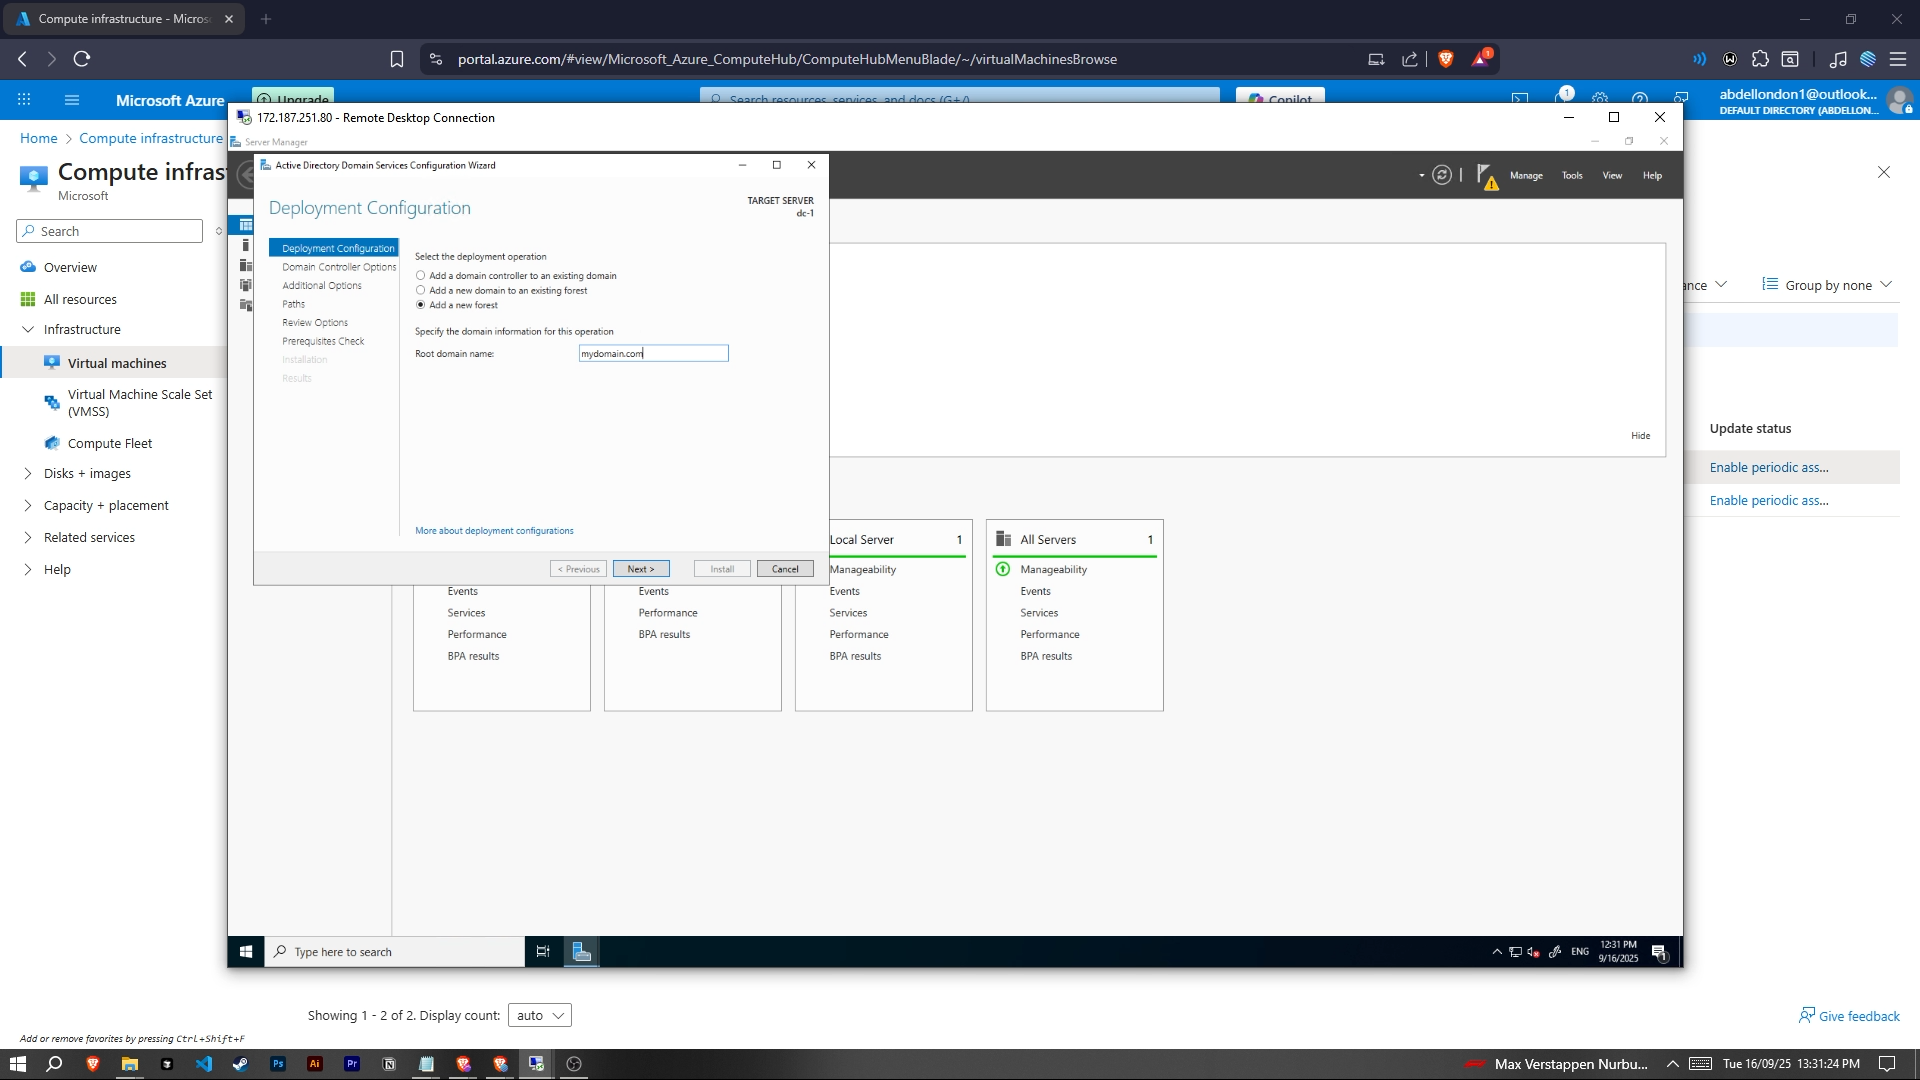 Compute infrastructure - Micros
portal.azure.com/#view/Microsoft_Azure_ComputeHub/ComputeHubMenuBlade/~/virtualMachinesBrowse
1
Microsoft Azure
Upgrade
Search resources, services, and docs (G+/)
Copilot
1
abdellondon1@outlook...
DEFAULT DIRECTORY (ABDELLON...
Home > Compute infrastructure
Compute infras
Microsoft
Search
Overview
All resources
Infrastructure
Virtual machines
Virtual Machine Scale Set
(VMSS)
Compute Fleet
Disks + images
Capacity + placement
Related services
Help
172.187.251.80 - Remote Desktop Connection
Server Manager
Manage
Tools
View
Help
Active Directory Domain Services Configuration Wizard
Deployment Configuration
TARGET SERVER
dc-1
Deployment Configuration
Domain Controller Options
Additional Options
Paths
Review Options
Prerequisites Check
Installation
Results
Select the deployment operation
Add a domain controller to an existing domain
Add a new domain to an existing forest
Add a new forest
Specify the domain information for this operation
Root domain name:
mydomain.com
More about deployment configurations
< Previous
Next >
Install
Cancel
Hide
Events
Services
Performance
BPA results
Events
Performance
BPA results
Local Server 1
Manageability
Events
Services
Performance
BPA results
All Servers 1
Manageability
Events
Services
Performance
BPA results
Type here to search
ENG
12:31 PM
9/16/2025
1
ance
Group by none
Update status
Enable periodic ass...
Enable periodic ass...
Showing 1 - 2 of 2. Display count:
auto
Give feedback
Add or remove favorites by pressing Ctrl+Shift+F
Ps
Ai
Pr
Max Verstappen Nurbu...
Tue 16/09/25 13:31:24 PM